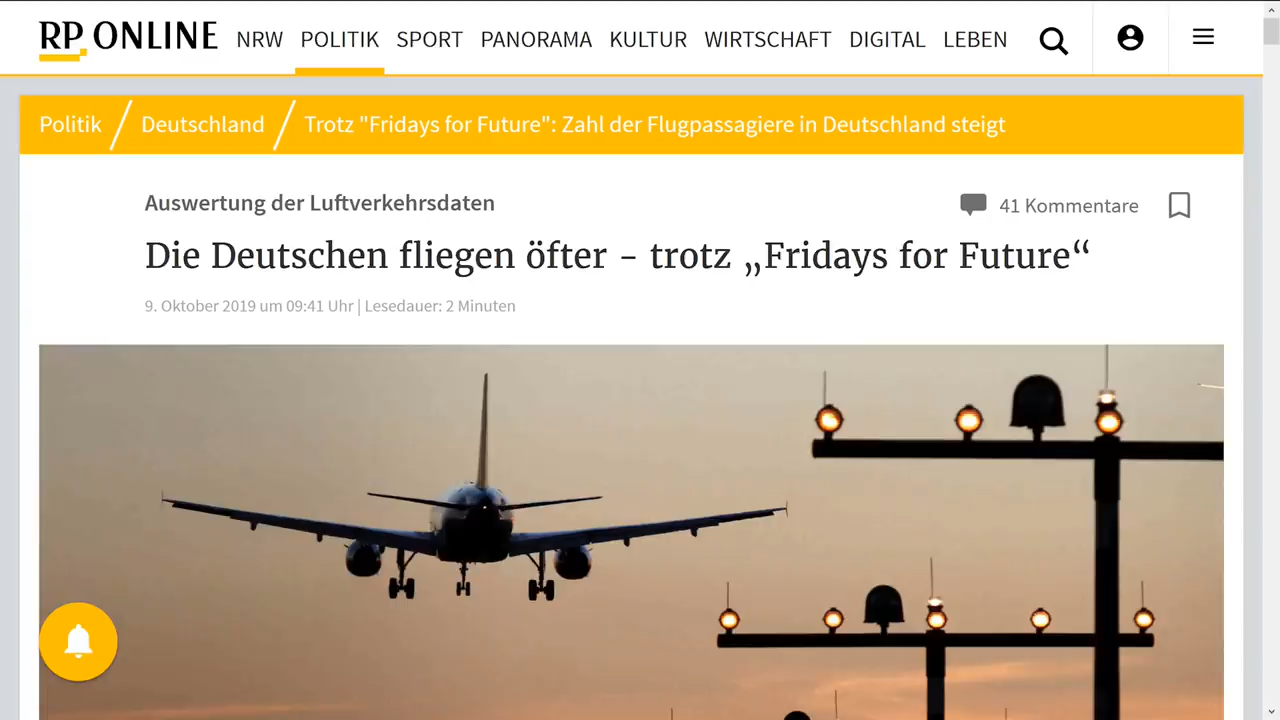 RP ONLINE NRW POLITIK SPORT PANORAMA KULTUR WIRTSCHAFT DIGITAL LEBEN
Politik / Deutschland / Trotz "Fridays for Future": Zahl der Flugpassagiere in Deutschland steigt
Auswertung der Luftverkehrsdaten
41 Kommentare
Die Deutschen fliegen öfter - trotz „Fridays for Future“
9. Oktober 2019 um 09:41 Uhr | Lesedauer: 2 Minuten